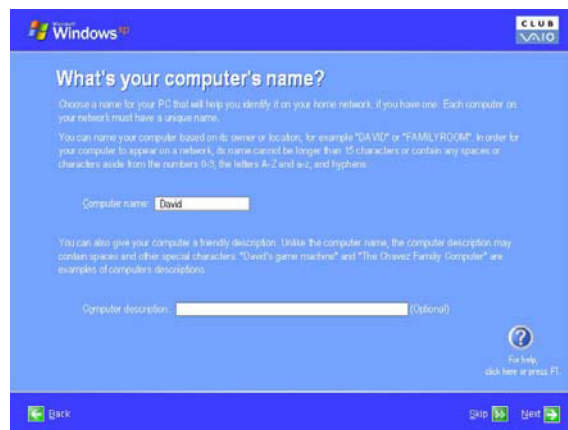 Microsoft
Windows xp
CLUB
VAIO
What's your computer's name?
Choose a name for your PC that will help you identify it on your home network, if you have one. Each computer on
your network must have a unique name.
You can name your computer based on its owner or location, for example "DAVID" or "FAMILYROOM". In order for
your computer to appear on a network, its name cannot be longer than 15 characters or contain any spaces or
characters aside from the numbers 0-9, the letters A-Z and a-z, and hyphens.
Computer name: David
You can also give your computer a friendly description. Unlike the computer name, the computer description may
contain spaces and other special characters. "David's game machine" and "The Chavez Family Computer" are
examples of computers descriptions.
Computer description: (Optional)
For help,
click here or press F1.
Back
Skip
Next